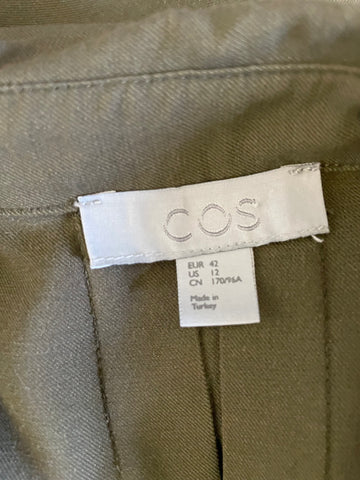 COS
EUR 42
US 12
CN 170/96A
Made in
Turkey